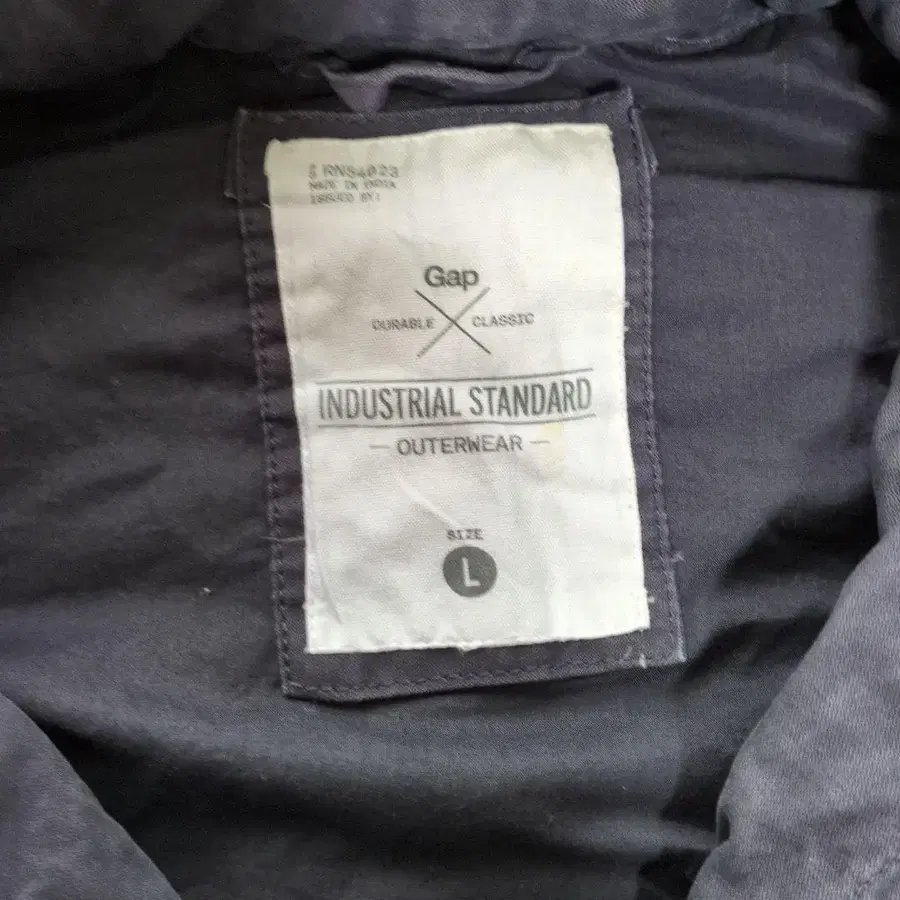 RN54023
MADE IN INDIA
ISSUED BY:
Gap
DURABLE CLASSIC
INDUSTRIAL STANDARD
— OUTERWEAR —
SIZE
L